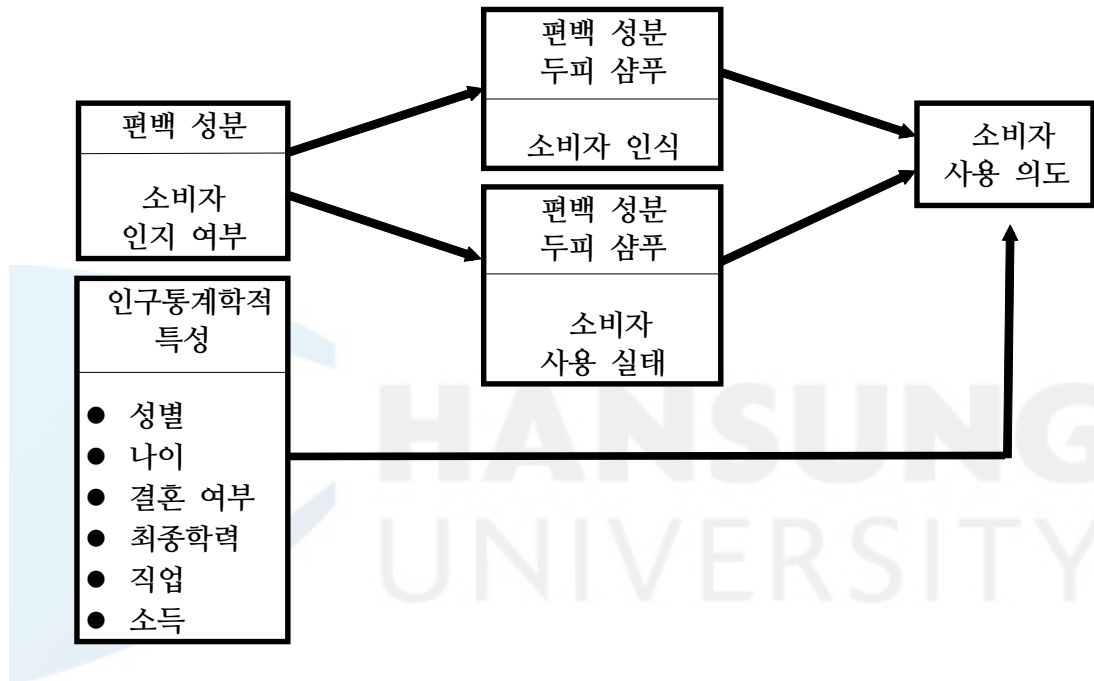 편백 성분
소비자
인지 여부
인구통계학적
특성
● 성별
● 나이
● 결혼 여부
● 최종학력
● 직업
● 소득
편백 성분
두피 샴푸
소비자 인식
편백 성분
두피 샴푸
소비자
사용 실태
소비자
사용 의도
HANSUNG
UNIVERSITY